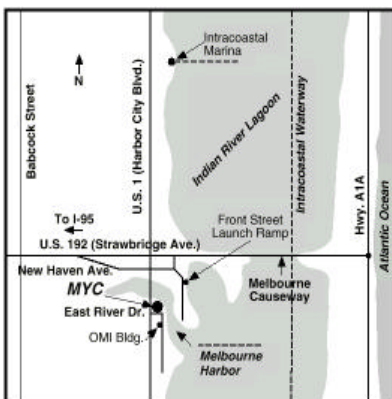 Intracoastal
Marina
N
Babcock Street
U.S. 1 (Harbor City Blvd.)
Indian River Lagoon
Intracoastal Waterway
Hwy. A1A
Atlantic Ocean
To I-95
Front Street
Launch Ramp
U.S. 192 (Strawbridge Ave.)
New Haven Ave.
MYC
Melbourne
Causeway
East River Dr.
OMI Bldg.
Melbourne
Harbor